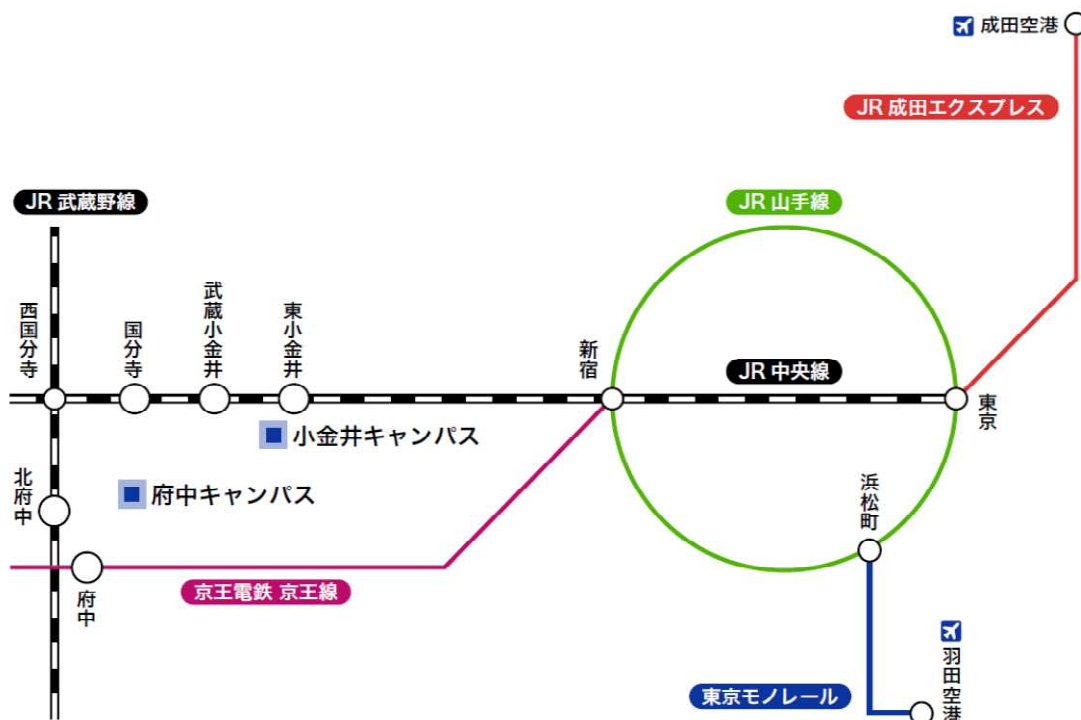 成田空港
JR 成田エクスプレス
JR 武蔵野線
JR 山手線
西国分寺
国分寺
武蔵小金井
東小金井
新宿
JR 中央線
東京
小金井キャンパス
北府中
府中キャンパス
浜松町
京王電鉄 京王線
府中
羽田空港
東京モノレール